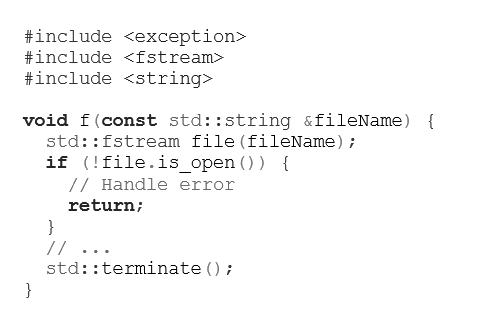 #include <exception>
#include <fstream>
#include <string>

void f(const std::string &fileName) {
  std::fstream file(fileName);
  if (!file.is_open()) {
    // Handle error
    return;
  }
  // ...
  std::terminate();
}